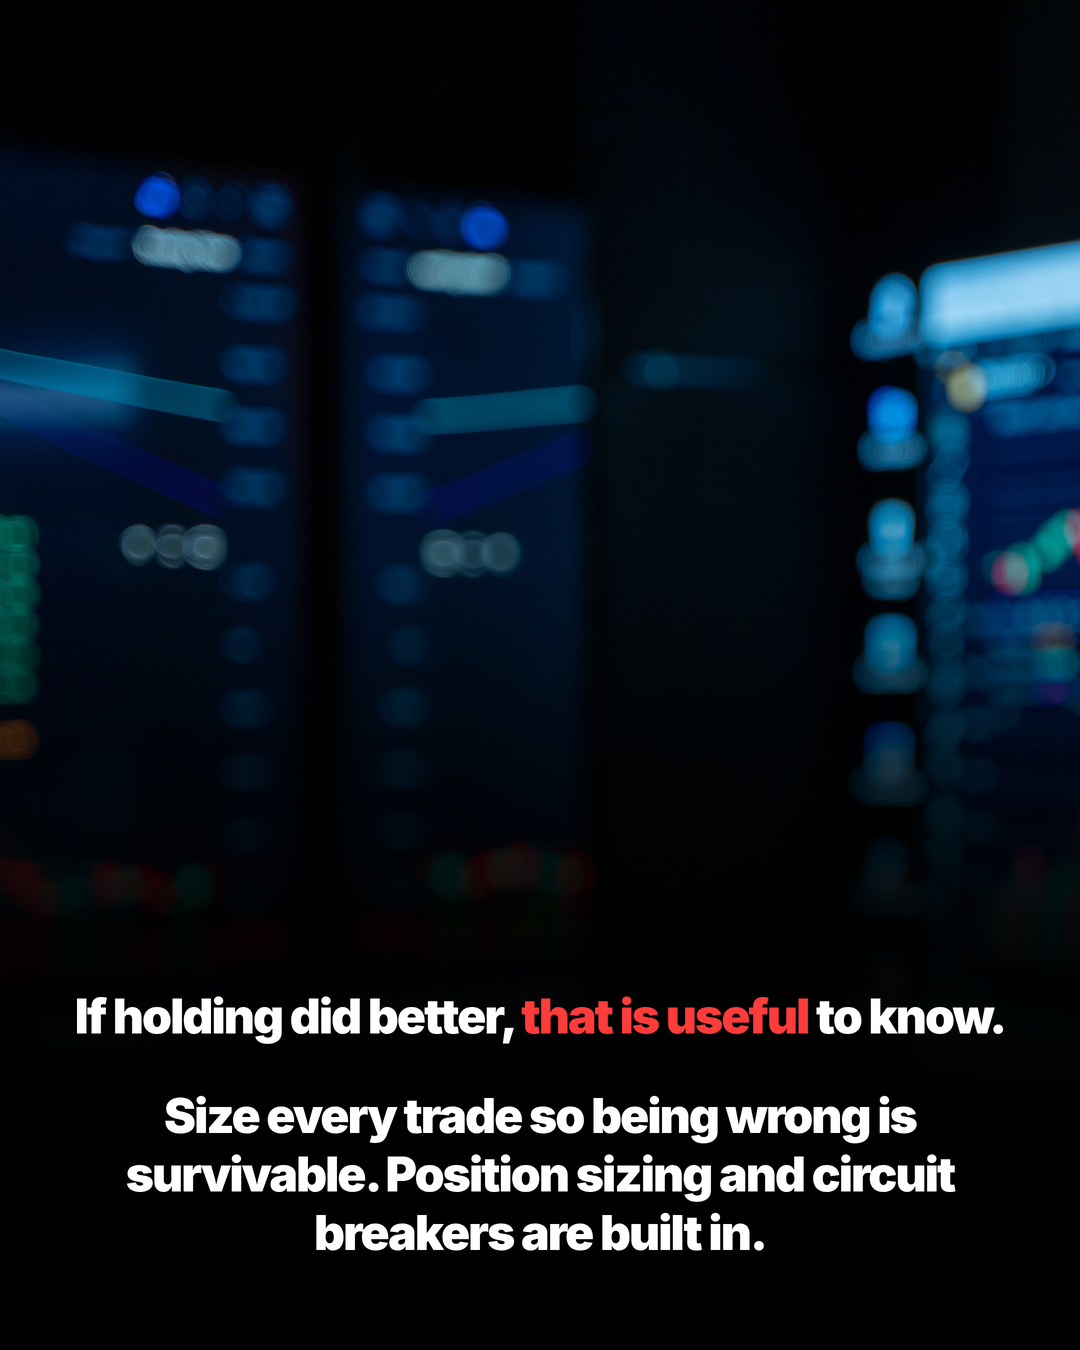 If holding did better, that is useful to know.
Size every trade so being wrong is
survivable. Position sizing and circuit
breakers are built in.